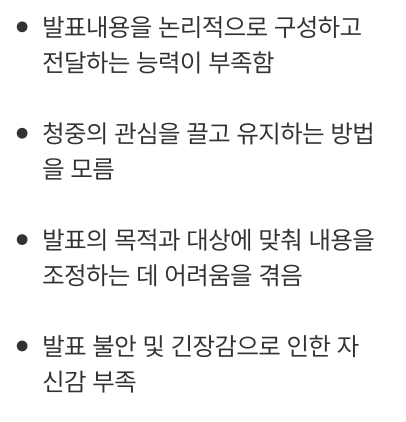 ● 발표내용을 논리적으로 구성하고
전달하는 능력이 부족함
● 청중의 관심을 끌고 유지하는 방법
을 모름
● 발표의 목적과 대상에 맞춰 내용을
조정하는 데 어려움을 겪음
● 발표 불안 및 긴장감으로 인한 자
신감 부족